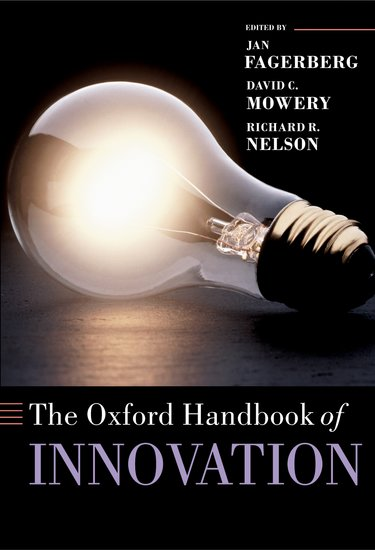 EDITED BY
JAN
FAGERBERG
DAVID C.
MOWERY
RICHARD R.
NELSON
The Oxford Handbook of
INNOVATION